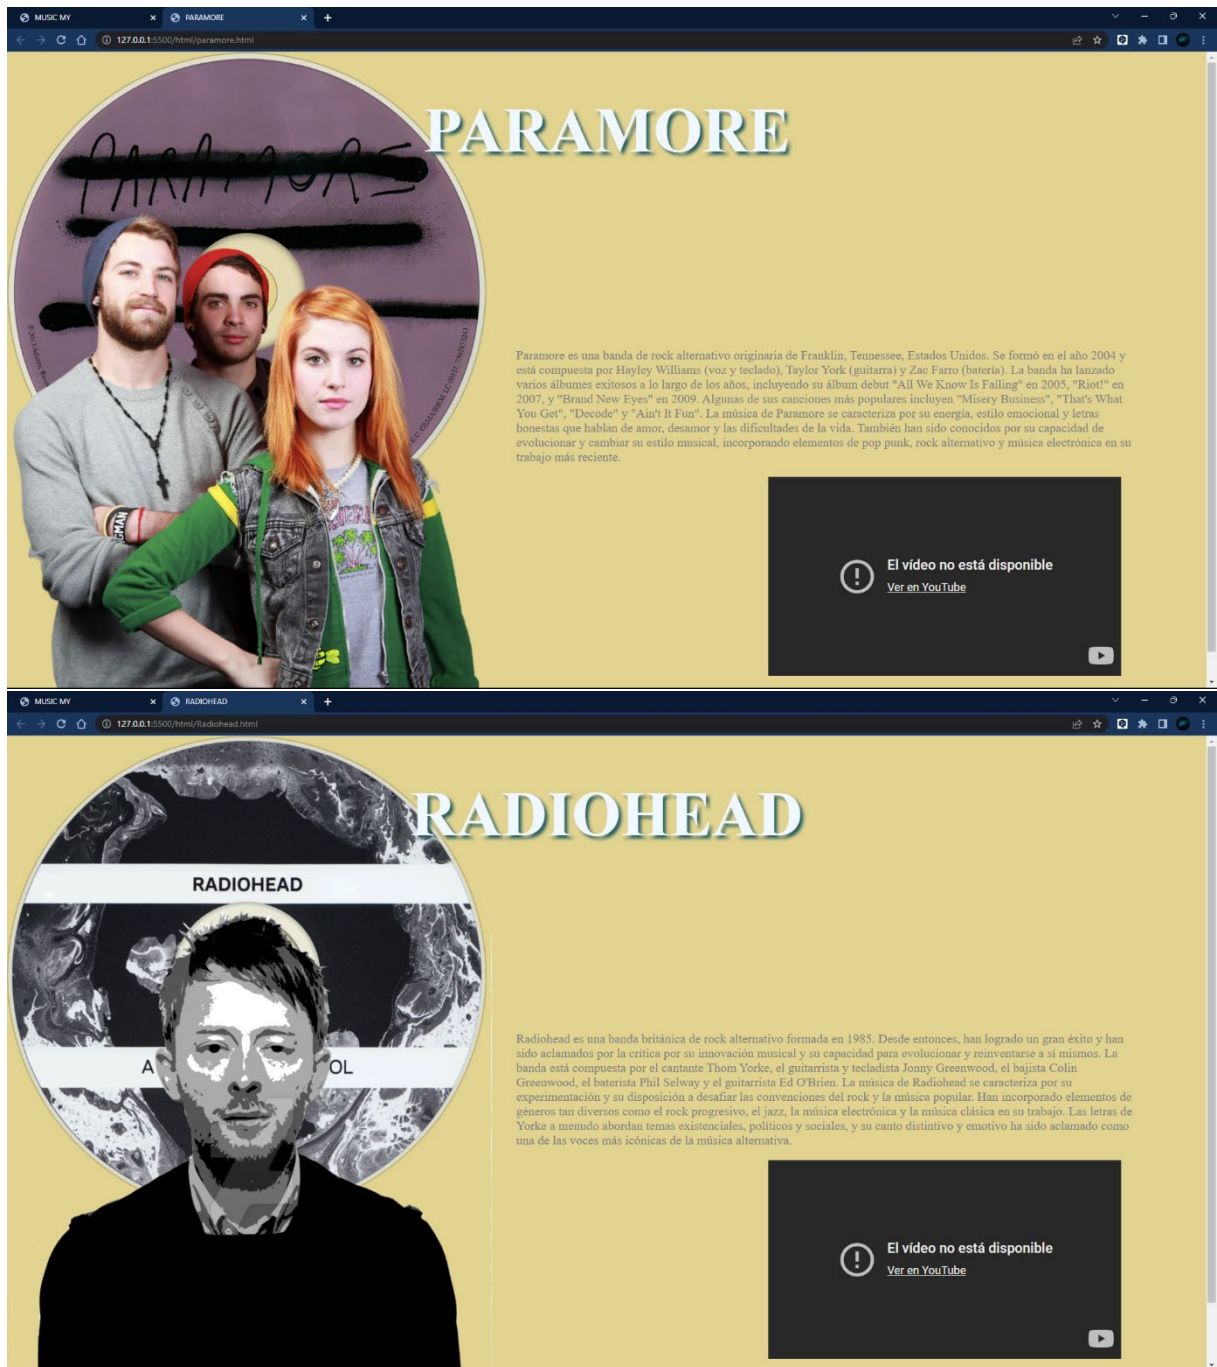 MUSIC MY
PARAMORE
127.0.0.1:5500/html/paramore.html
PARAMORE
PARAMORE
Paramore es una banda de rock alternativo originaria de Franklin, Tennessee, Estados Unidos. Se formó en el año 2004 y
está compuesta por Hayley Williams (voz y teclado), Taylor York (guitarra) y Zac Farro (batería). La banda ha lanzado
varios álbumes exitosos a lo largo de los años, incluyendo su álbum debut "All We Know Is Falling" en 2005, "Riot!" en
2007, y "Brand New Eyes" en 2009. Algunas de sus canciones más populares incluyen "Misery Business", "That's What
You Get", "Decode" y "Ain't It Fun". La música de Paramore se caracteriza por su energía, estilo emocional y letras
honestas que hablan de amor, desamor y las dificultades de la vida. También han sido conocidos por su capacidad de
evolucionar y cambiar su estilo musical, incorporando elementos de pop punk, rock alternativo y música electrónica en su
trabajo más reciente.
El vídeo no está disponible
Ver en YouTube
MUSIC MY
RADIOHEAD
127.0.0.1:5500/html/Radiohead.html
RADIOHEAD
RADIOHEAD
A
OL
Radiohead es una banda británica de rock alternativo formada en 1985. Desde entonces, han logrado un gran éxito y han
sido aclamados por la crítica por su innovación musical y su capacidad para evolucionar y reinventarse a sí mismos. La
banda está compuesta por el cantante Thom Yorke, el guitarrista y tecladista Jonny Greenwood, el bajista Colin
Greenwood, el baterista Phil Selway y el guitarrista Ed O'Brien. La música de Radiohead se caracteriza por su
experimentación y su disposición a desafiar las convenciones del rock y la música popular. Han incorporado elementos de
géneros tan diversos como el rock progresivo, el jazz, la música electrónica y la música clásica en su trabajo. Las letras de
Yorke a menudo abordan temas existenciales, políticos y sociales, y su canto distintivo y emotivo ha sido aclamado como
una de las voces más icónicas de la música alternativa.
El vídeo no está disponible
Ver en YouTube